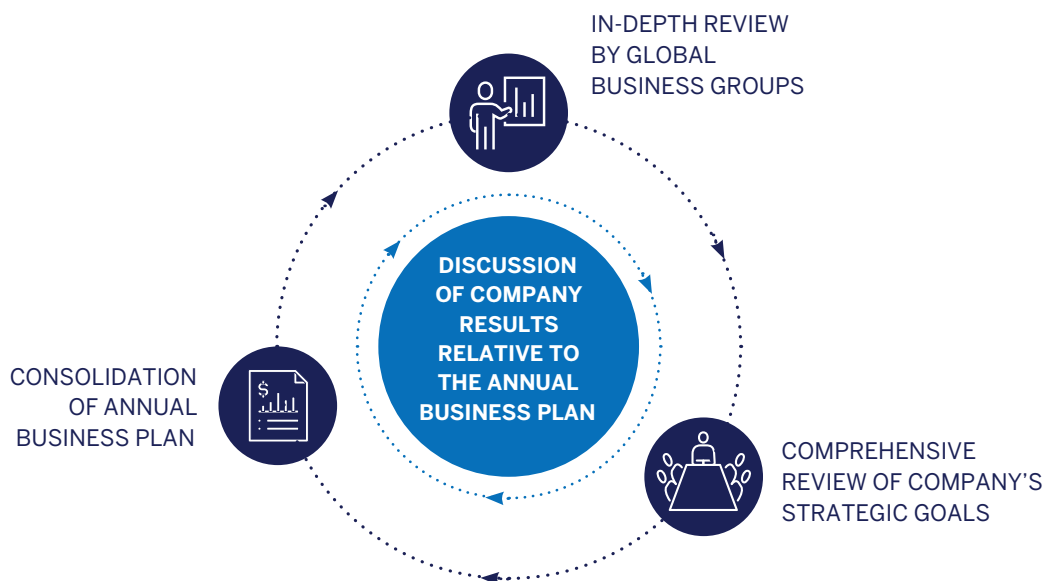 IN-DEPTH REVIEW
BY GLOBAL
BUSINESS GROUPS
DISCUSSION
OF COMPANY
RESULTS
RELATIVE TO
THE ANNUAL
BUSINESS PLAN
CONSOLIDATION
OF ANNUAL
BUSINESS PLAN
$
COMPREHENSIVE
REVIEW OF COMPANY’S
STRATEGIC GOALS